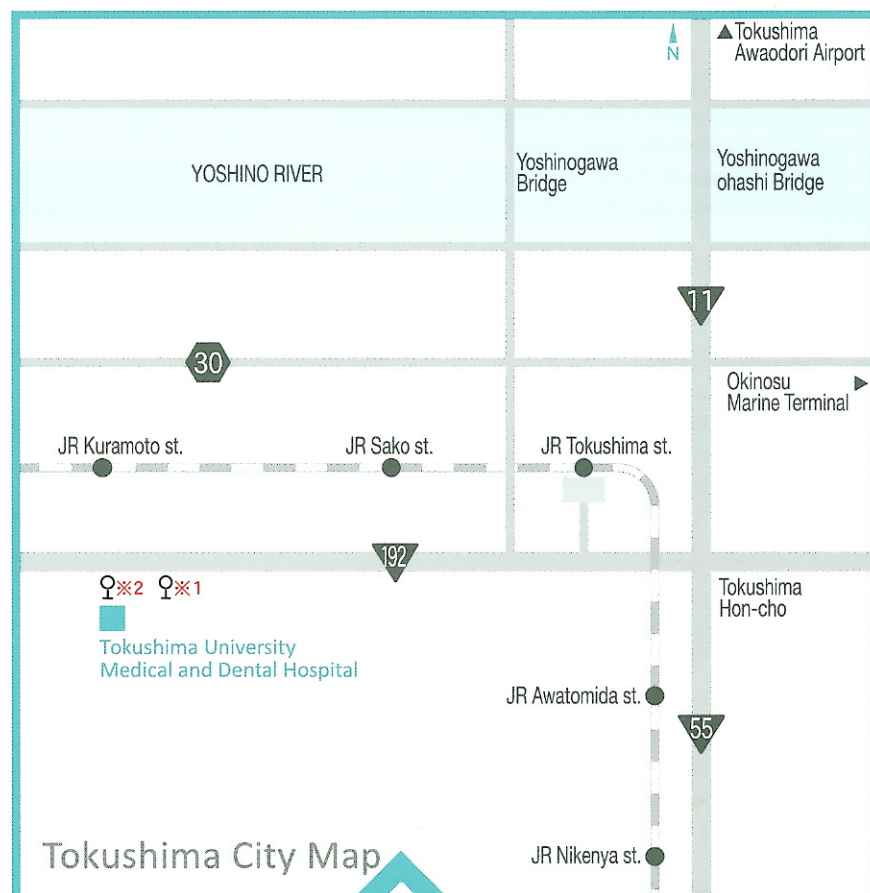 N
▲Tokushima
Awaodori Airport
YOSHINO RIVER
Yoshinogawa
Bridge
Yoshinogawa
ohashi Bridge
11
30
Okinosu
Marine Terminal
▶
JR Kuramoto st.
JR Sako st.
JR Tokushima st.
192
※2
※1
Tokushima
Hon-cho
Tokushima University
Medical and Dental Hospital
JR Awatomida st.
55
Tokushima City Map
JR Nikenya st.